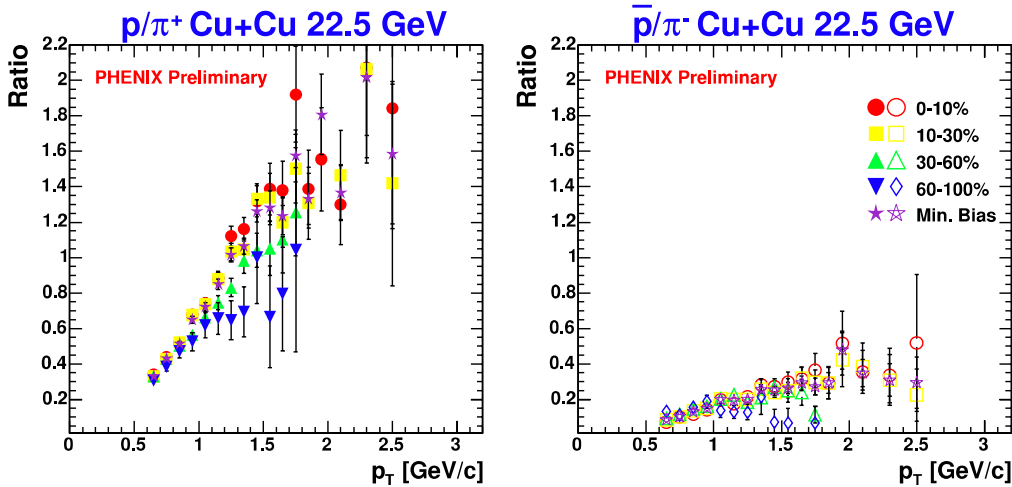 p/π⁺ Cu+Cu 22.5 GeV
Ratio
PHENIX Preliminary
2.2
2
1.8
1.6
1.4
1.2
1
0.8
0.6
0.4
0.2
0 0.5 1 1.5 2 2.5 3
p_T [GeV/c]
p̅/π⁻ Cu+Cu 22.5 GeV
Ratio
PHENIX Preliminary
0-10%
10-30%
30-60%
60-100%
Min. Bias
2.2
2
1.8
1.6
1.4
1.2
1
0.8
0.6
0.4
0.2
0 0.5 1 1.5 2 2.5 3
p_T [GeV/c]